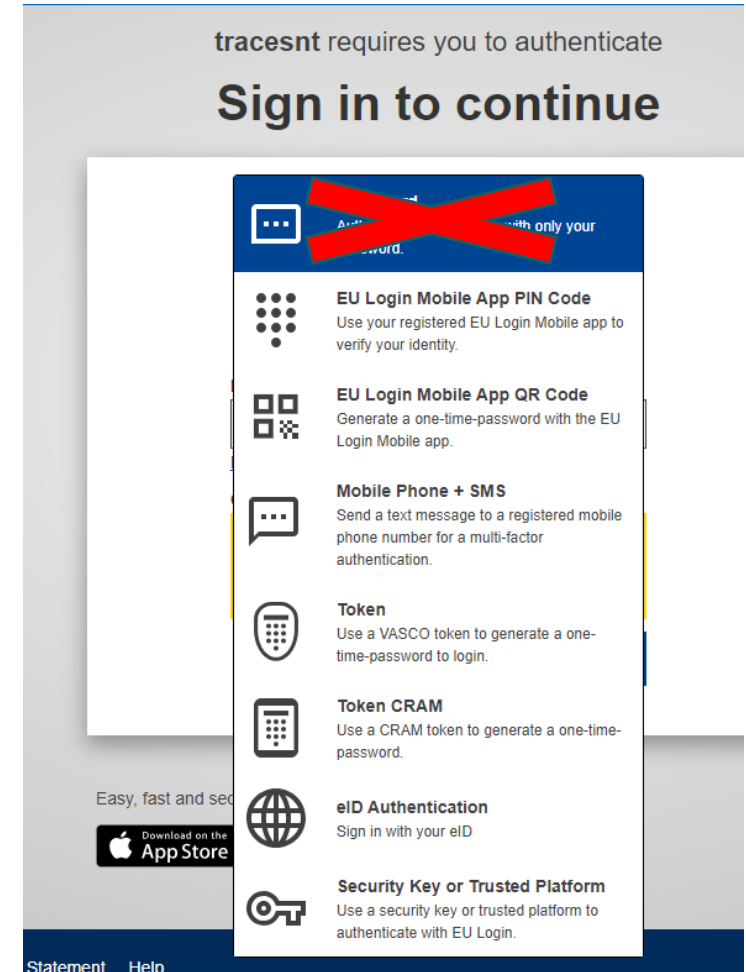 tracesnt requires you to authenticate
Sign in to continue
with only your
EU Login Mobile App PIN Code
Use your registered EU Login Mobile app to
verify your identity.
EU Login Mobile App QR Code
Generate a one-time-password with the EU
Login Mobile app.
Mobile Phone + SMS
Send a text message to a registered mobile
phone number for a multi-factor
authentication.
Token
Use a VASCO token to generate a one-
time-password to login.
Token CRAM
Use a CRAM token to generate a one-time-
password.
eID Authentication
Sign in with your eID
Security Key or Trusted Platform
Use a security key or trusted platform to
authenticate with EU Login.
Easy, fast and
Download on the
App Store
Statement Help